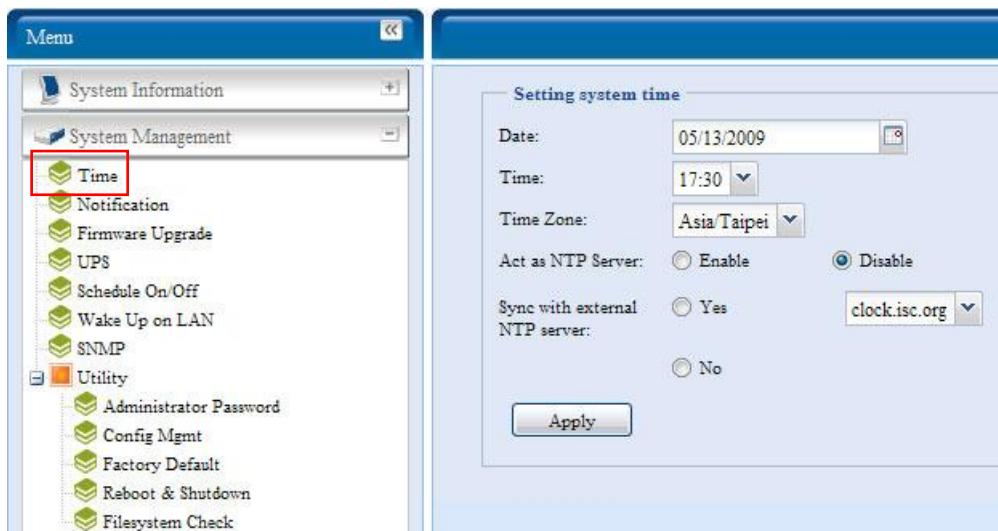 Menu
System Information
System Management
Time
Notification
Firmware Upgrade
UPS
Schedule On/Off
Wake Up on LAN
SNMP
Utility
Administrator Password
Config Mgmt
Factory Default
Reboot & Shutdown
Filesystem Check
Setting system time
Date: 05/13/2009
Time: 17:30
Time Zone: Asia/Taipei
Act as NTP Server: Enable Disable
Sync with external Yes clock.isc.org
NTP server:
No
Apply